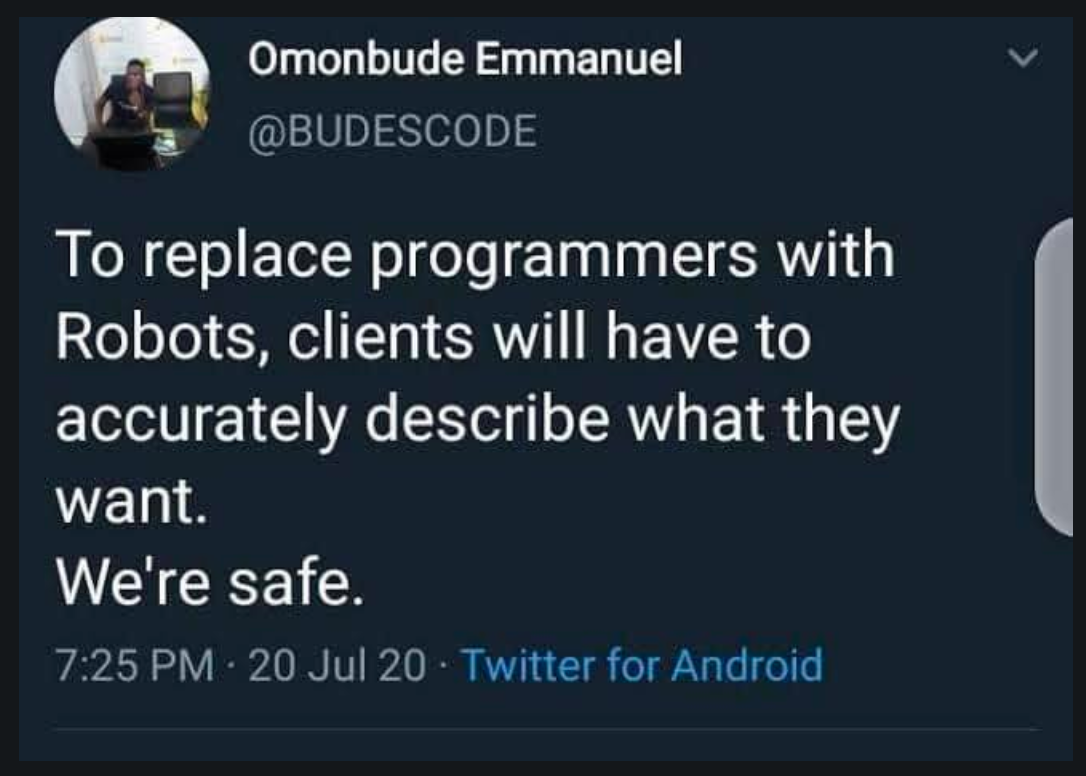 Omonbude Emmanuel
@BUDESCODE
To replace programmers with
Robots, clients will have to
accurately describe what they
want.
We're safe.
7:25 PM · 20 Jul 20 · Twitter for Android